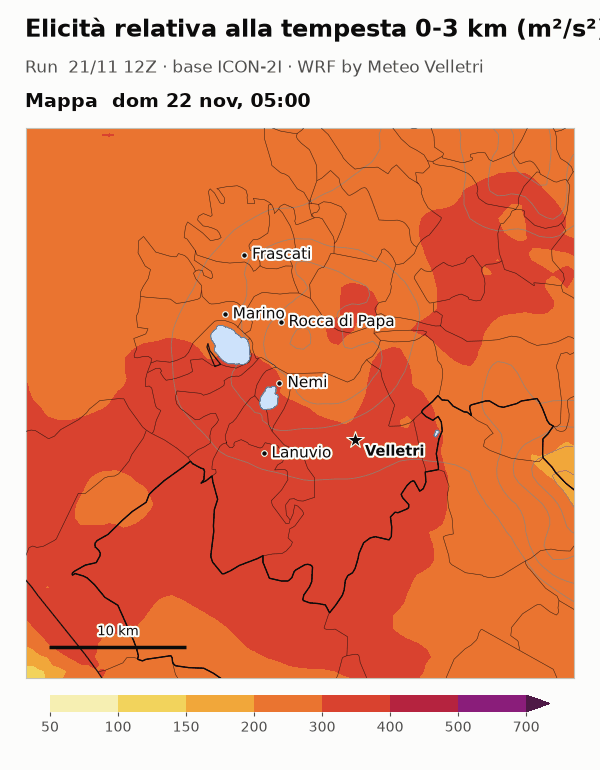 Elicità relativa alla tempesta 0-3 km (m²/s²)
Run  21/11 12Z · base ICON-2I · WRF by Meteo Velletri
Mappa  dom 22 nov, 05:00
Frascati
Marino
Rocca di Papa
Nemi
Velletri
Lanuvio
10 km
50 100 150 200 300 400 500 700